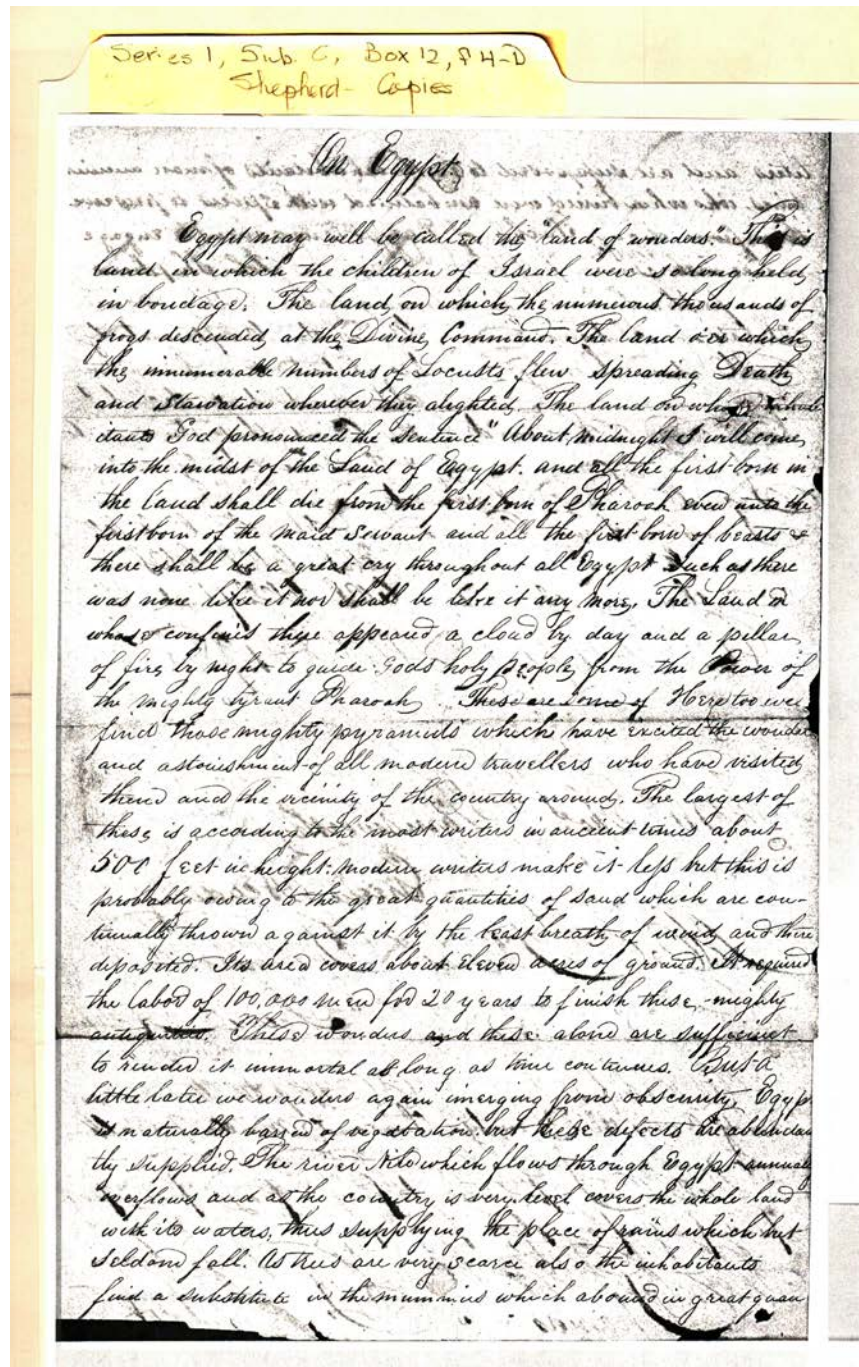 Series 1, Sub. C, Box 12, f 4-D
Shepherd - Copies
On Egypt.
Egypt may well be called the "land of wonders." This is
land in which the children of Israel were so long held
in bondage. The land on which the numerous thousands of
frogs descended at the Divine Command. The land o'er which
the innumerable numbers of Locusts flew spreading Death
and Starvation wherever they alighted. The land on whose inhab
itants God pronounced the sentence "About midnight I will come
into the midst of the Land of Egypt. and all the first-born in
the land shall die from the first born of Pharoah even unto the
firstborn of the maid servant and all the first born of beasts &
there shall be a great cry throughout all Egypt such as there
was none like it nor shall be like it any more. The Land in
whose confines there appeared a cloud by day and a pillar
of fire by night to guide Gods holy people from the Power of
the mighty tyrant Pharoah These are some of Here too we
find those mighty pyramids which have excited the wonder
and astonishment of all modern travellers who have visited
them and the vicinity of the country around. The largest of
these is according to the most writers in ancient times about
500 feet in height: modern writers make it less but this is
probably owing to the great quantities of sand which are con-
tinually thrown against it by the least breath of wind and there
deposited. Its area covers about eleven acres of ground. It required
the labor of 100,000 men for 20 years to finish these mighty
antiquities. These wonders and these alone are sufficient
to render it immortal as long as time continues. But a
little later we wonders again imerging from obscurity, Egyp
is naturally barren of vegetation but these defects are abundan
tly supplied. The river Nile which flows through Egypt annually
overflows and as the country is very level covers the whole land
with its waters, thus supplying the place of rains which but
seldom fall. As trees are very scarce also the inhabitants
find a substitute in the mummies which abound in great quan